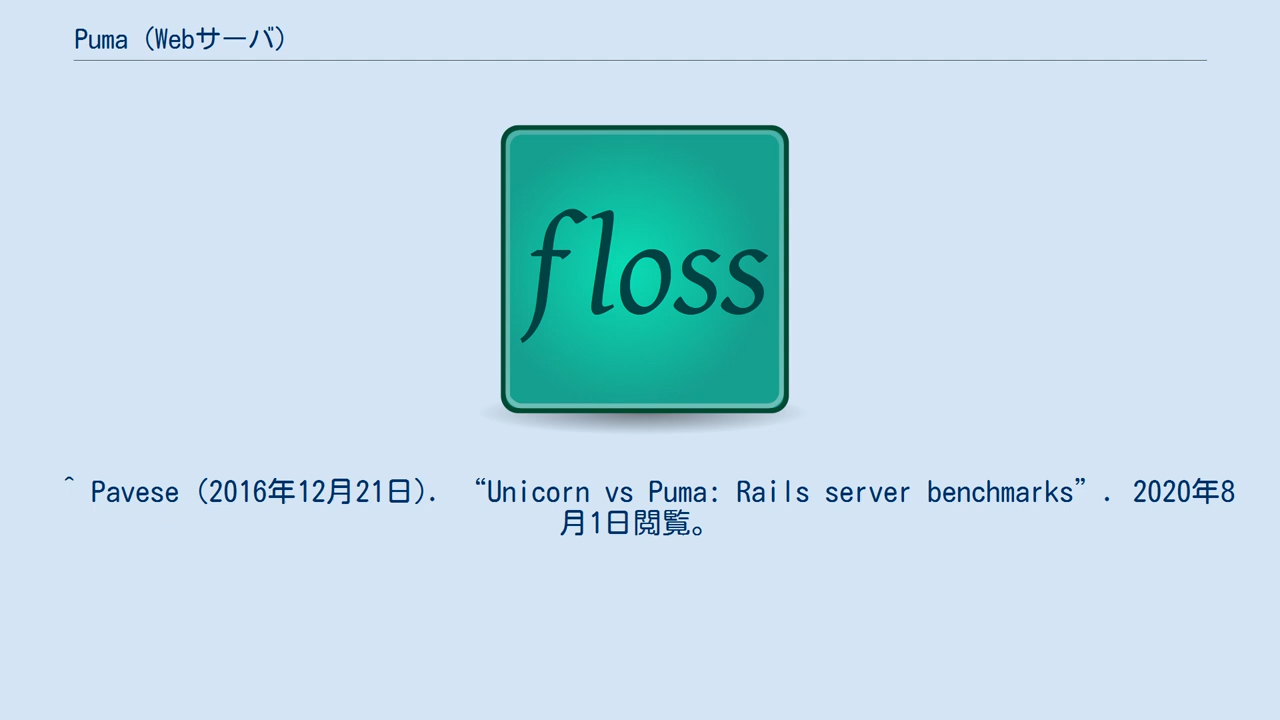 Puma（Webサーバ）
floss
^ Pavese (2016年12月21日). “Unicorn vs Puma: Rails server benchmarks”. 2020年8
月1日閲覧。